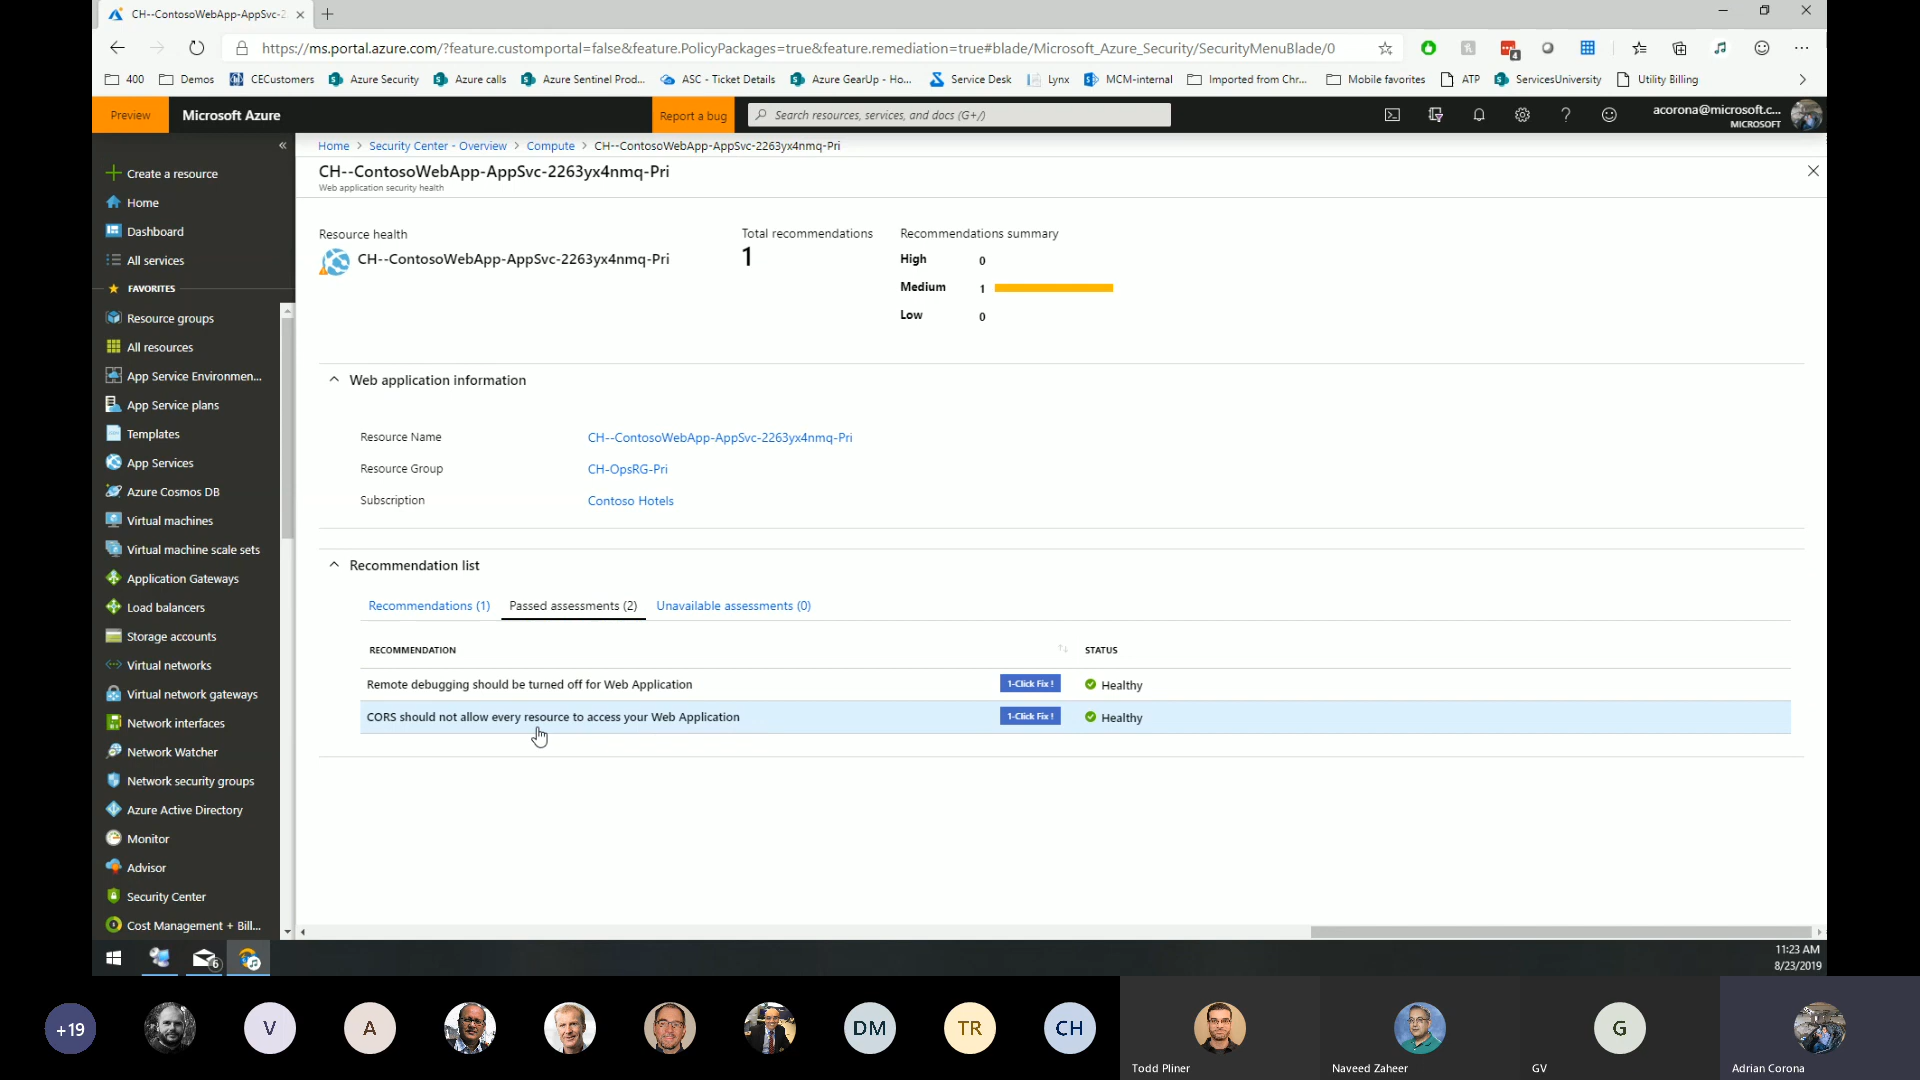 CH--ContosoWebApp-AppSvc-2
https://ms.portal.azure.com/?feature.customportal=false&feature.PolicyPackages=true&feature.remediation=true#blade/Microsoft_Azure_Security/SecurityMenuBlade/0
4
400 Demos CECustomers Azure Security Azure calls Azure Sentinel Prod... ASC - Ticket Details Azure GearUp - Ho... Service Desk Lynx MCM-internal Imported from Chr... Mobile favorites ATP ServicesUniversity Utility Billing
Preview Microsoft Azure Report a bug Search resources, services, and docs (G+/) acorona@microsoft.c...
MICROSOFT
Home > Security Center - Overview > Compute > CH--ContosoWebApp-AppSvc-2263yx4nmq-Pri
CH--ContosoWebApp-AppSvc-2263yx4nmq-Pri
Web application security health
Create a resource
Home
Dashboard
All services
FAVORITES
Resource groups
All resources
App Service Environmen...
App Service plans
Templates
App Services
Azure Cosmos DB
Virtual machines
Virtual machine scale sets
Application Gateways
Load balancers
Storage accounts
Virtual networks
Virtual network gateways
Network interfaces
Network Watcher
Network security groups
Azure Active Directory
Monitor
Advisor
Security Center
Cost Management + Bill...
Resource health
CH--ContosoWebApp-AppSvc-2263yx4nmq-Pri
Total recommendations
1
Recommendations summary
High 0
Medium 1
Low 0
Web application information
Resource Name CH--ContosoWebApp-AppSvc-2263yx4nmq-Pri
Resource Group CH-OpsRG-Pri
Subscription Contoso Hotels
Recommendation list
Recommendations (1) Passed assessments (2) Unavailable assessments (0)
RECOMMENDATION STATUS
Remote debugging should be turned off for Web Application 1-Click Fix ! Healthy
CORS should not allow every resource to access your Web Application 1-Click Fix ! Healthy
6
11:23 AM
8/23/2019
+19 V A DM TR CH G
Todd Pliner Naveed Zaheer GV Adrian Corona